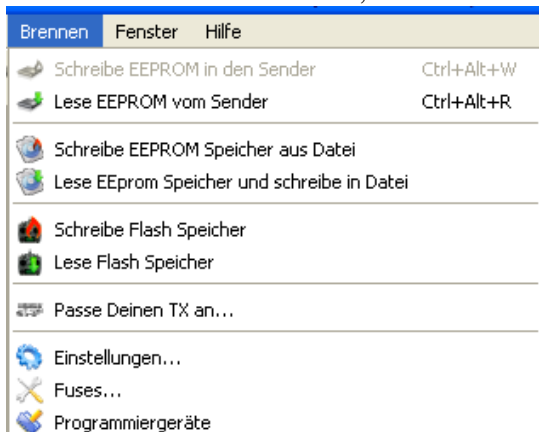 Brennen Fenster Hilfe
Schreibe EEPROM in den Sender Ctrl+Alt+W
Lese EEPROM vom Sender Ctrl+Alt+R
Schreibe EEPROM Speicher aus Datei
Lese EEprom Speicher und schreibe in Datei
Schreibe Flash Speicher
Lese Flash Speicher
Passe Deinen TX an...
Einstellungen...
Fuses...
Programmiergeräte